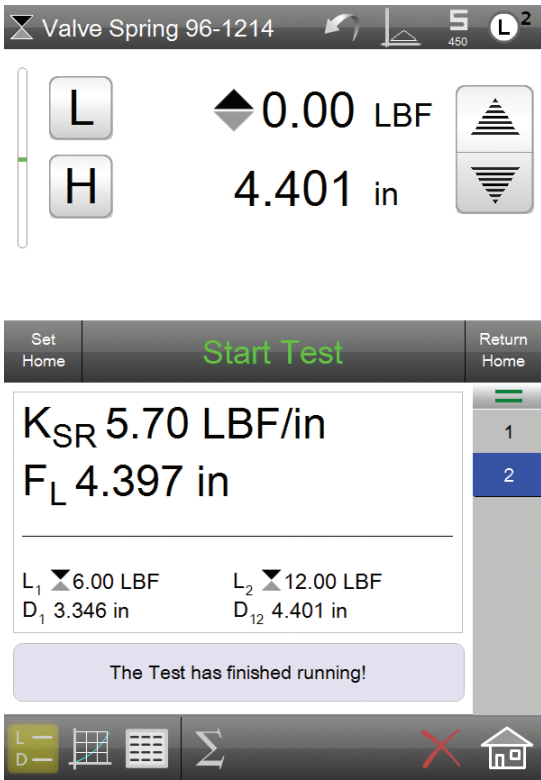 Valve Spring 96-1214
S
450
L2
L
0.00 LBF
H
4.401 in
Set
Home
Start Test
Return
Home
KSR 5.70 LBF/in
FL 4.397 in
1
2
L1 6.00 LBF
L2 12.00 LBF
D1 3.346 in
D12 4.401 in
The Test has finished running!
L
D
Σ